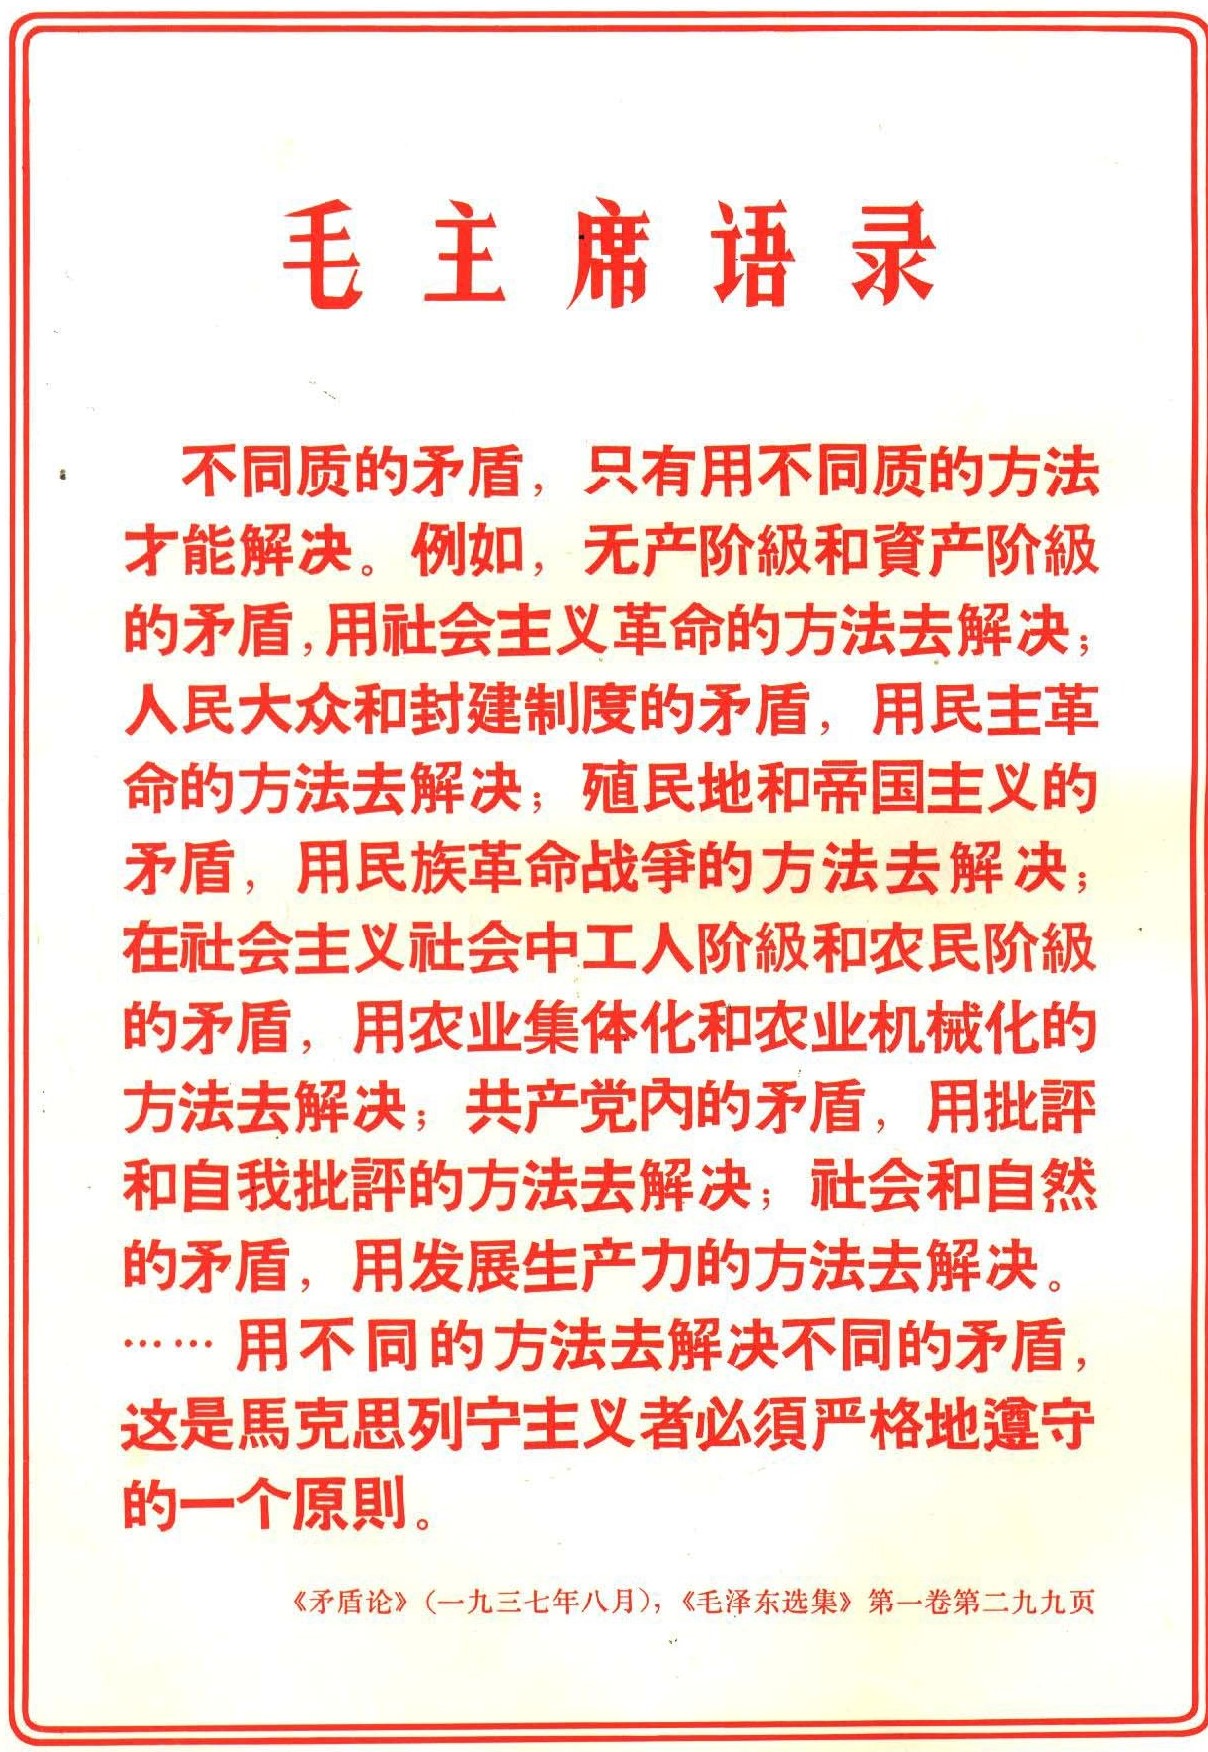 毛主席语录
不同质的矛盾，只有用不同质的方法
才能解决。例如，无产阶級和資产阶級
的矛盾，用社会主义革命的方法去解决；
人民大众和封建制度的矛盾，用民主革
命的方法去解决；殖民地和帝国主义的
矛盾，用民族革命战爭的方法去解决；
在社会主义社会中工人阶級和农民阶級
的矛盾，用农业集体化和农业机械化的
方法去解决；共产党內的矛盾，用批評
和自我批評的方法去解决；社会和自然
的矛盾，用发展生产力的方法去解决。
……用不同的方法去解决不同的矛盾，
这是馬克思列宁主义者必須严格地遵守
的一个原則。
《矛盾论》（一九三七年八月），《毛泽东选集》第一卷第二九九页